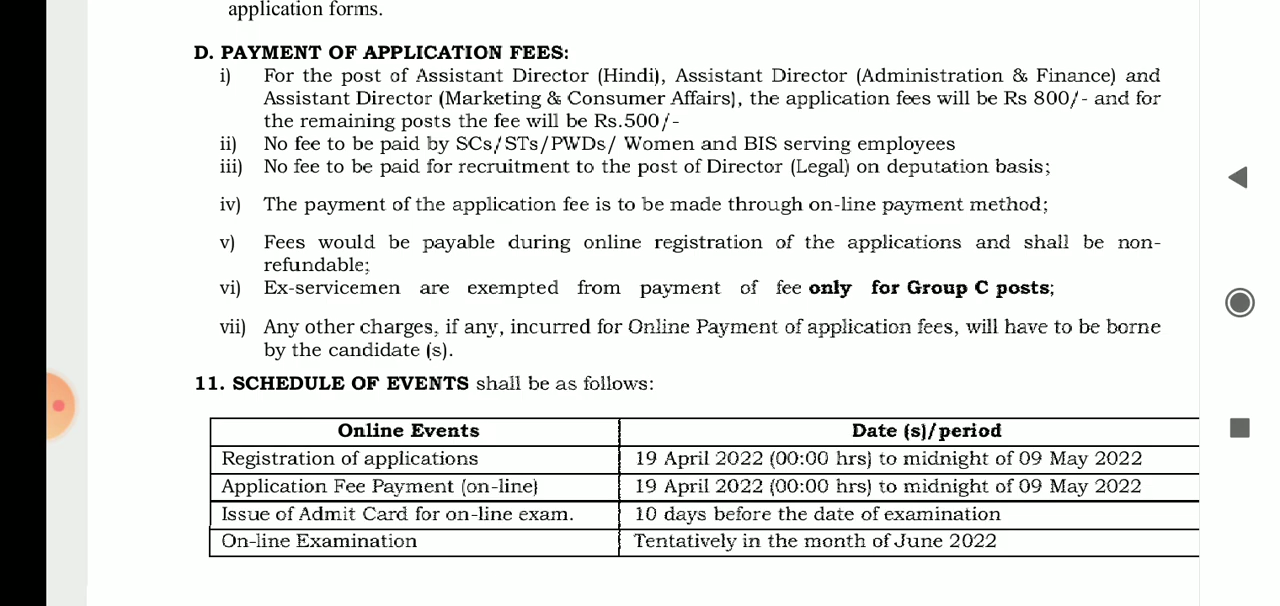 application forms.
D. PAYMENT OF APPLICATION FEES:
i) For the post of Assistant Director (Hindi), Assistant Director (Administration & Finance) and
Assistant Director (Marketing & Consumer Affairs), the application fees will be Rs 800/- and for
the remaining posts the fee will be Rs.500/-
ii) No fee to be paid by SCs/STs/PWDs/ Women and BIS serving employees
iii) No fee to be paid for recruitment to the post of Director (Legal) on deputation basis;
iv) The payment of the application fee is to be made through on-line payment method;
v) Fees would be payable during online registration of the applications and shall be non-
refundable;
vi) Ex-servicemen are exempted from payment of fee only for Group C posts;
vii) Any other charges, if any, incurred for Online Payment of application fees, will have to be borne
by the candidate (s).
11. SCHEDULE OF EVENTS shall be as follows:
Online Events Date (s)/period
Registration of applications 19 April 2022 (00:00 hrs) to midnight of 09 May 2022
Application Fee Payment (on-line) 19 April 2022 (00:00 hrs) to midnight of 09 May 2022
Issue of Admit Card for on-line exam. 10 days before the date of examination
On-line Examination Tentatively in the month of June 2022